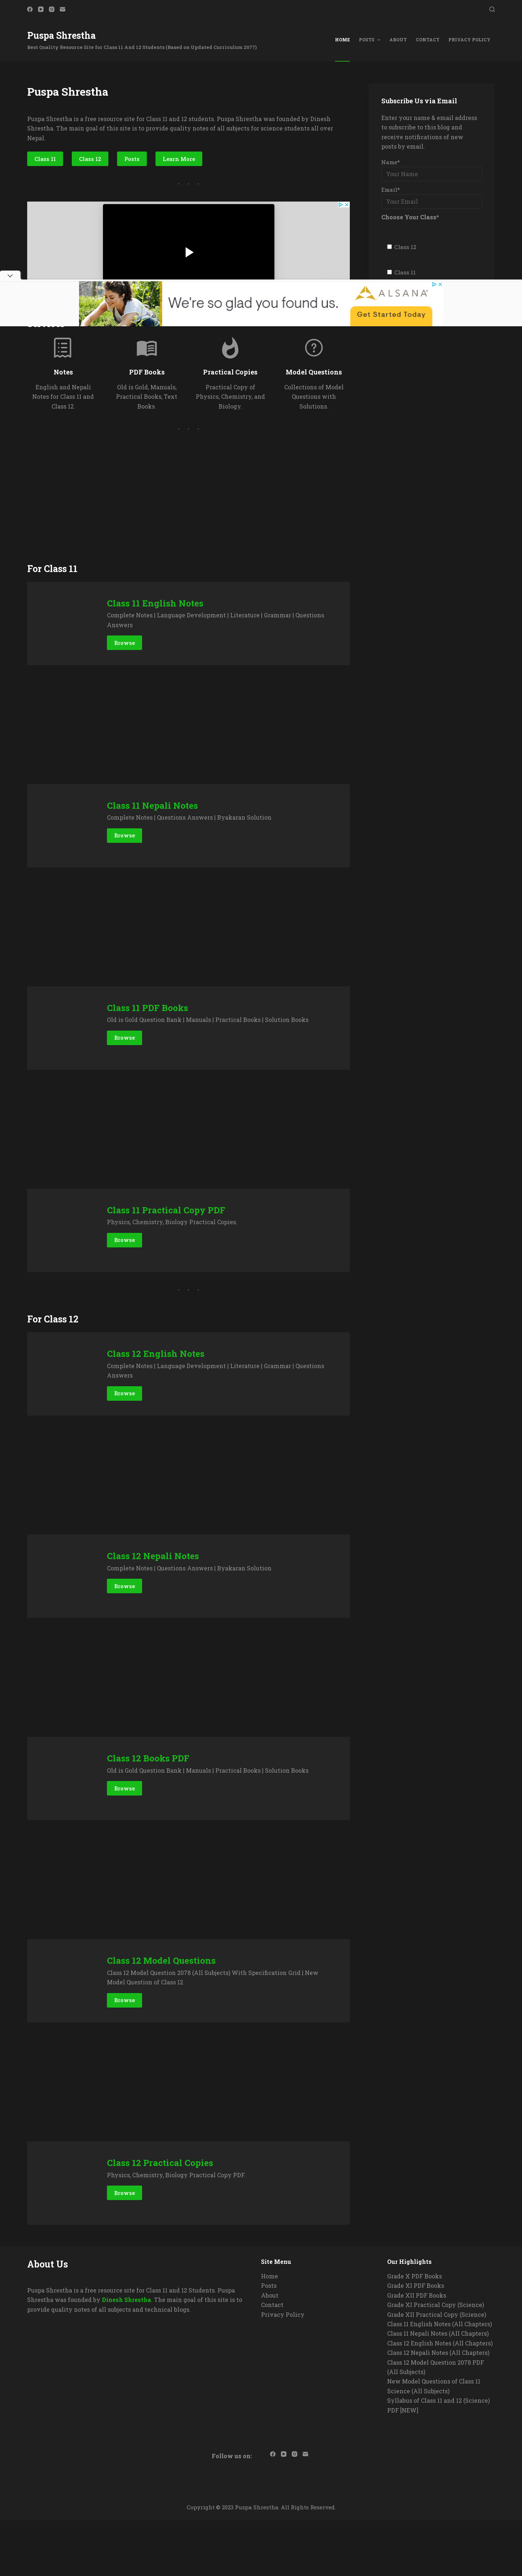 Puspa Shrestha
Best Quality Resource Site for Class 11 And 12 Students (Based on Updated Curriculum 2077)
HOME POSTS ABOUT CONTACT PRIVACY POLICY
Puspa Shrestha
Puspa Shrestha is a free resource site for Class 11 and 12 students. Puspa Shrestha was founded by Dinesh
Shrestha. The main goal of this site is to provide quality notes of all subjects for science students all over
Nepal.
Class 11 Class 12 Posts Learn More
Subscribe Us via Email
Enter your name & email address
to subscribe to this blog and
receive notifications of new
posts by email.
Name*
Your Name
Email*
Your Email
Choose Your Class*
Class 12
Class 11
We're so glad you found us.
ALSANA
Get Started Today
Notes
English and Nepali
Notes for Class 11 and
Class 12.
PDF Books
Old is Gold, Manuals,
Practical Books, Text
Books.
Practical Copies
Practical Copy of
Physics, Chemistry, and
Biology.
Model Questions
Collections of Model
Questions with
Solutions.
For Class 11
Class 11 English Notes
Complete Notes | Language Development | Literature | Grammar | Questions
Answers
Browse
Class 11 Nepali Notes
Complete Notes | Questions Answers | Byakaran Solution
Browse
Class 11 PDF Books
Old is Gold Question Bank | Manuals | Practical Books | Solution Books
Browse
Class 11 Practical Copy PDF
Physics, Chemistry, Biology Practical Copies.
Browse
For Class 12
Class 12 English Notes
Complete Notes | Language Development | Literature | Grammar | Questions
Answers
Browse
Class 12 Nepali Notes
Complete Notes | Questions Answers | Byakaran Solution
Browse
Class 12 Books PDF
Old is Gold Question Bank | Manuals | Practical Books | Solution Books
Browse
Class 12 Model Questions
Class 12 Model Question 2078 (All Subjects) With Specification Grid | New
Model Question of Class 12
Browse
Class 12 Practical Copies
Physics, Chemistry, Biology Practical Copy PDF
Browse
About Us
Puspa Shrestha is a free resource site for Class 11 and 12 Students. Puspa
Shrestha was founded by Dinesh Shrestha. The main goal of this site is to
provide quality notes of all subjects and technical blogs.
Site Menu
Home
Posts
About
Contact
Privacy Policy
Our Highlights
Grade X PDF Books
Grade XI PDF Books
Grade XII PDF Books
Grade XI Practical Copy (Science)
Grade XII Practical Copy (Science)
Class 11 English Notes (All Chapters)
Class 11 Nepali Notes (All Chapters)
Class 12 English Notes (All Chapters)
Class 12 Nepali Notes (All Chapters)
Class 12 Model Question 2078 PDF
(All Subjects)
New Model Questions of Class 11
Science (All Subjects)
Syllabus of Class 11 and 12 (Science)
PDF [NEW]
Follow us on:
Copyright © 2023 Puspa Shrestha. All Rights Reserved.